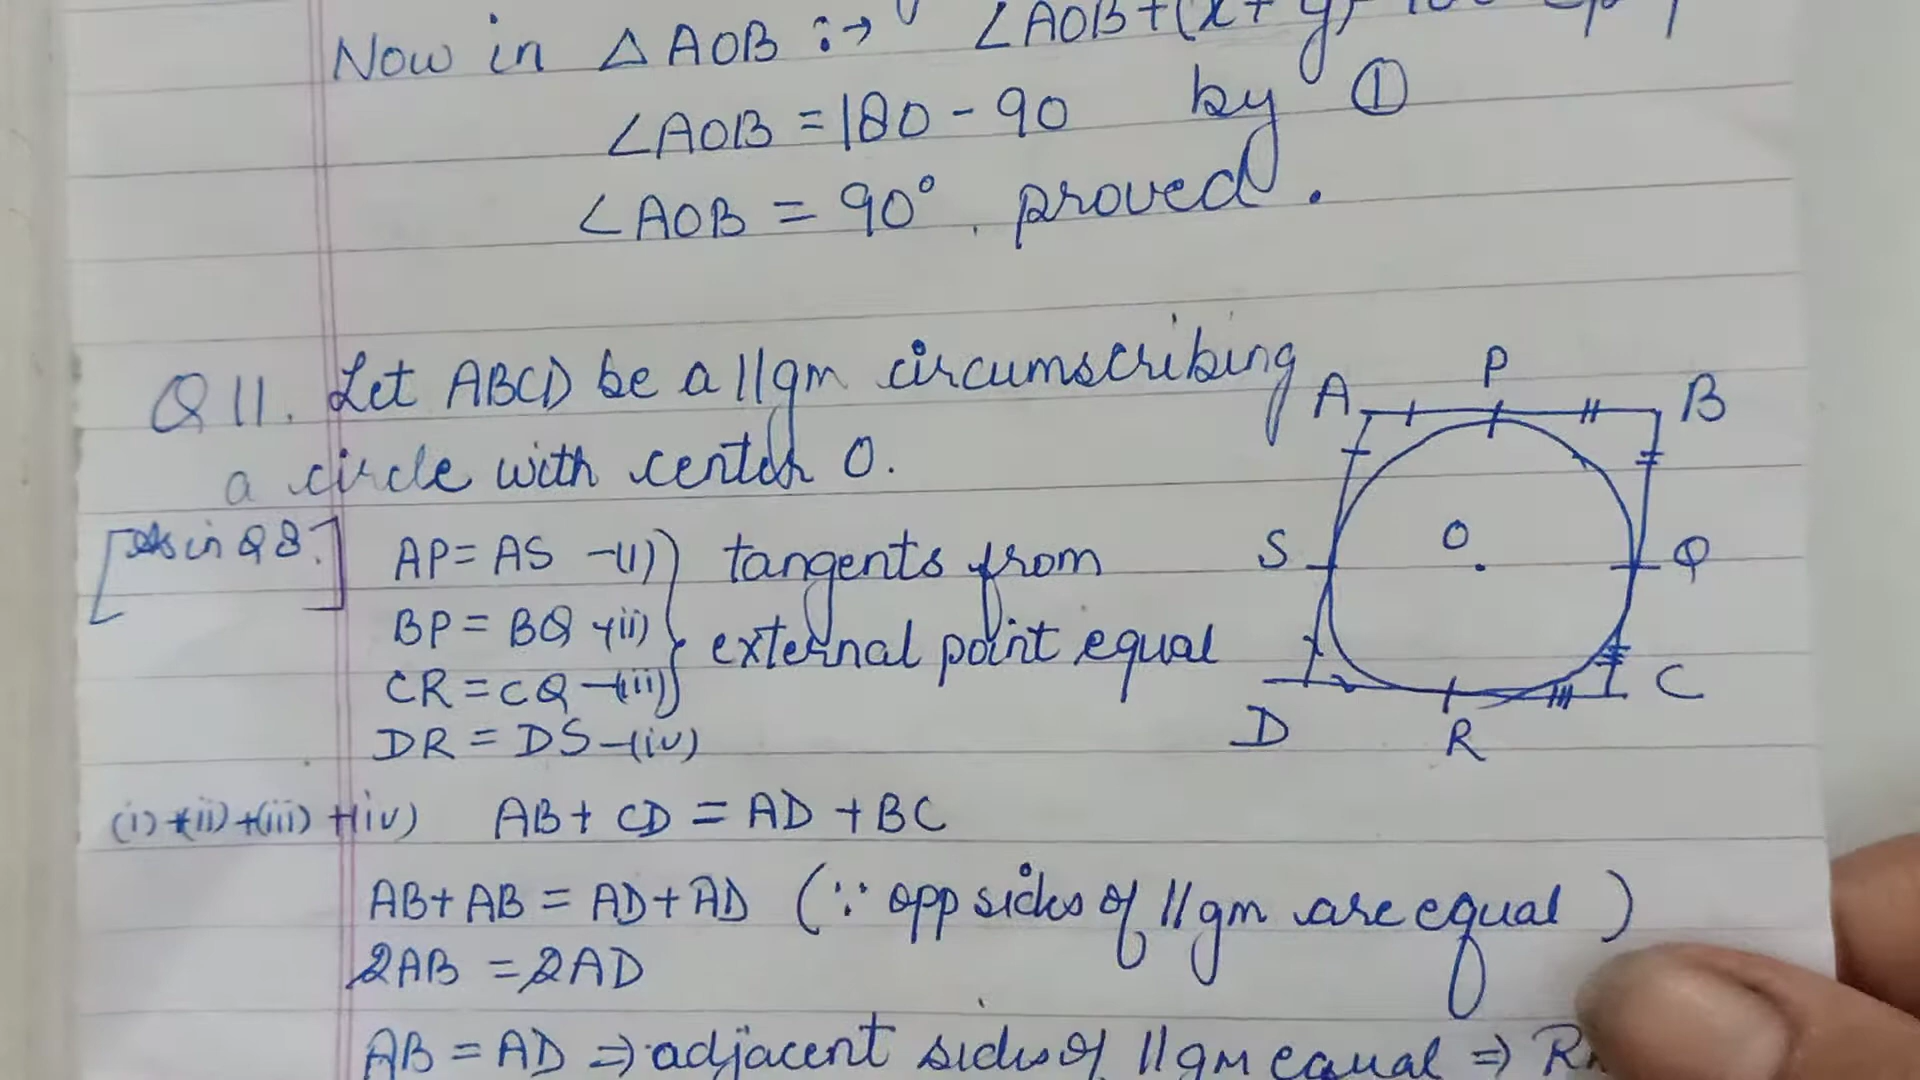 Now in △AOB :→ ∠AOB + (x + y)
∠AOB = 180 - 90 by ①
∠AOB = 90° proved.
Q11. Let ABCD be a ||gm circumscribing
a circle with center O.
[As in Q8.] AP = AS -(i)
BP = BQ -(ii)
CR = CQ -(iii)
DR = DS -(iv)
} tangents from
external point equal
A P B
S O Q
D R C
(i)+(ii)+(iii)+(iv) AB + CD = AD + BC
AB + AB = AD + AD (∵ opp sides of ||gm are equal)
2AB = 2AD
AB = AD ⇒ adjacent sides of ||gm equal ⇒